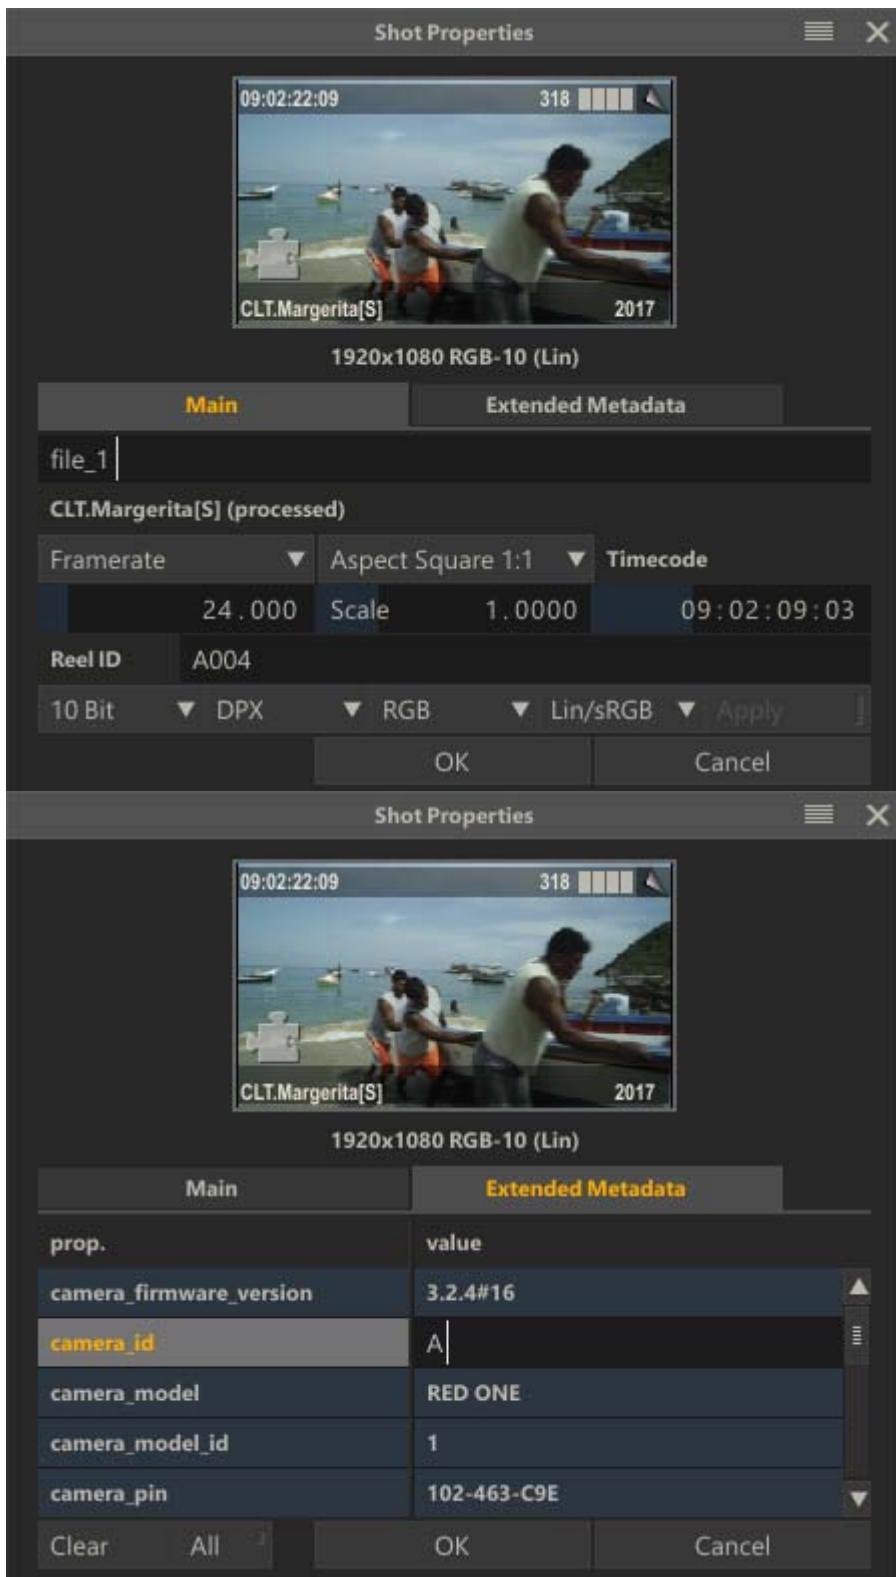 Shot Properties
09:02:22:09 318
CLT.Margerita[S] 2017
1920x1080 RGB-10 (Lin)
Main Extended Metadata
file_1
CLT.Margerita[S] (processed)
Framerate Aspect Square 1:1 Timecode
24.000 Scale 1.0000 09:02:09:03
Reel ID A004
10 Bit DPX RGB Lin/sRGB Apply
OK Cancel
Shot Properties
09:02:22:09 318
CLT.Margerita[S] 2017
1920x1080 RGB-10 (Lin)
Main Extended Metadata
prop. value
camera_firmware_version 3.2.4#16
camera_id A
camera_model RED ONE
camera_model_id 1
camera_pin 102-463-C9E
Clear All OK Cancel